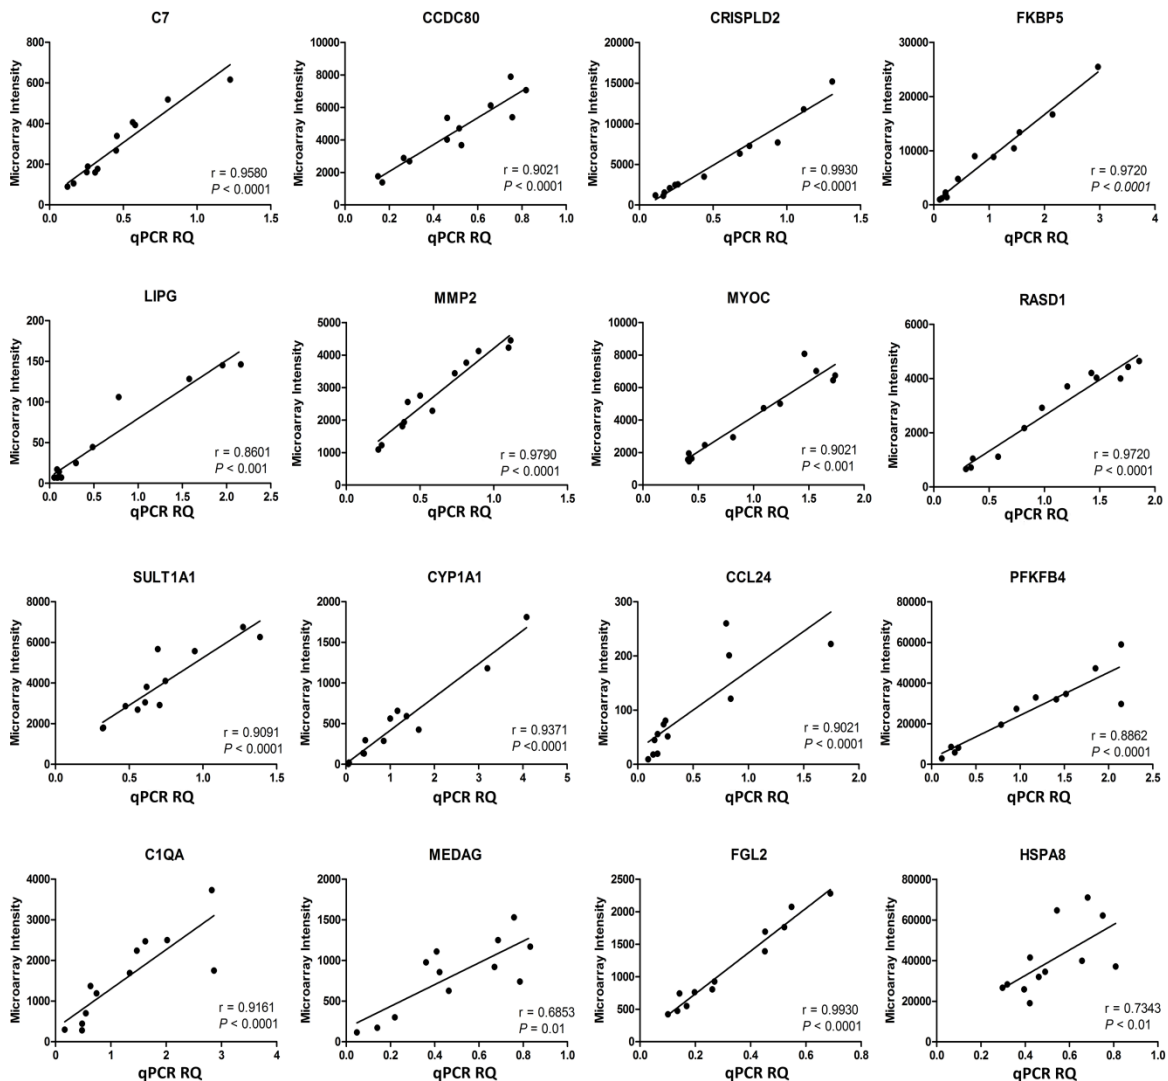 C7
CCDC80
CRISPLD2
FKBP5
Microarray Intensity
800
600
400
200
0
0.0 0.5 1.0 1.5
qPCR RQ
r = 0.9580
P < 0.0001
Microarray Intensity
10000
8000
6000
4000
2000
0
0.0 0.2 0.4 0.6 0.8 1.0
qPCR RQ
r = 0.9021
P < 0.0001
Microarray Intensity
20000
15000
10000
5000
0
0.0 0.5 1.0 1.5
qPCR RQ
r = 0.9930
P <0.0001
Microarray Intensity
30000
20000
10000
0
0 1 2 3 4
qPCR RQ
r = 0.9720
P < 0.0001
LIPG
MMP2
MYOC
RASD1
Microarray Intensity
200
150
100
50
0
0.0 0.5 1.0 1.5 2.0 2.5
qPCR RQ
r = 0.8601
P < 0.001
Microarray Intensity
5000
4000
3000
2000
1000
0
0.0 0.5 1.0 1.5
qPCR RQ
r = 0.9790
P < 0.0001
Microarray Intensity
10000
8000
6000
4000
2000
0
0.0 0.5 1.0 1.5 2.0
qPCR RQ
r = 0.9021
P < 0.001
Microarray Intensity
6000
4000
2000
0
0.0 0.5 1.0 1.5 2.0
qPCR RQ
r = 0.9720
P < 0.0001
SULT1A1
CYP1A1
CCL24
PFKFB4
Microarray Intensity
8000
6000
4000
2000
0
0.0 0.5 1.0 1.5
qPCR RQ
r = 0.9091
P < 0.0001
Microarray Intensity
2000
1500
1000
500
0
0 1 2 3 4 5
qPCR RQ
r = 0.9371
P <0.0001
Microarray Intensity
300
200
100
0
0.0 0.5 1.0 1.5 2.0
qPCR RQ
r = 0.9021
P < 0.0001
Microarray Intensity
80000
60000
40000
20000
0
0.0 0.5 1.0 1.5 2.0 2.5
qPCR RQ
r = 0.8862
P < 0.0001
C1QA
MEDAG
FGL2
HSPA8
Microarray Intensity
4000
3000
2000
1000
0
0 1 2 3 4
qPCR RQ
r = 0.9161
P < 0.0001
Microarray Intensity
2000
1500
1000
500
0
0.0 0.2 0.4 0.6 0.8 1.0
qPCR RQ
r = 0.6853
P = 0.01
Microarray Intensity
2500
2000
1500
1000
500
0
0.0 0.2 0.4 0.6 0.8
qPCR RQ
r = 0.9930
P < 0.0001
Microarray Intensity
80000
60000
40000
20000
0
0.0 0.2 0.4 0.6 0.8 1.0
qPCR RQ
r = 0.7343
P < 0.01